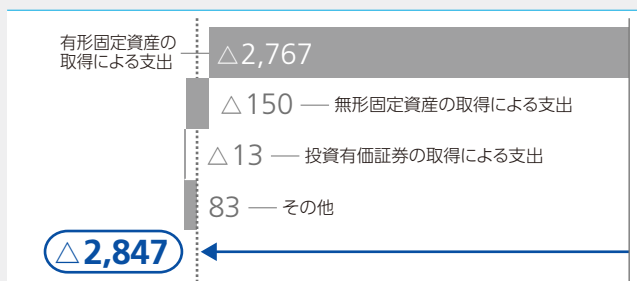 有形固定資産の
取得による支出
△2,767
△150 — 無形固定資産の取得による支出
△13 — 投資有価証券の取得による支出
83 — その他
△2,847